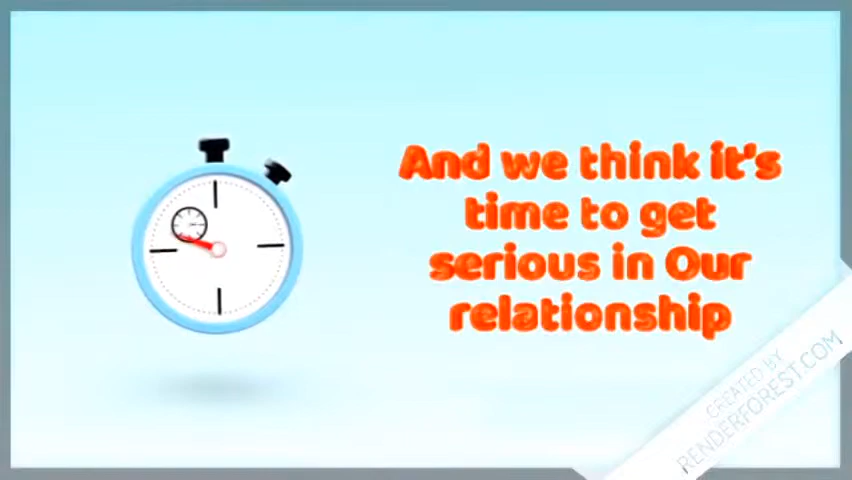 And we think it's
time to get
serious in Our
relationship
CREATED BY
RENDERFOREST.COM